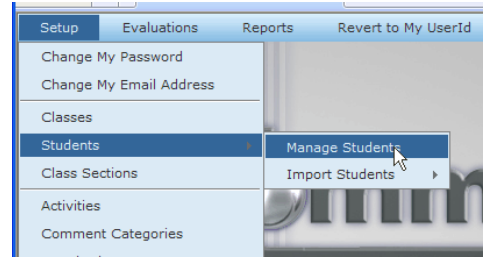 Setup Evaluations Reports Revert to My UserId
Change My Password
Change My Email Address
Classes
Students
Manage Students
Class Sections
Import Students
Activities
Comment Categories